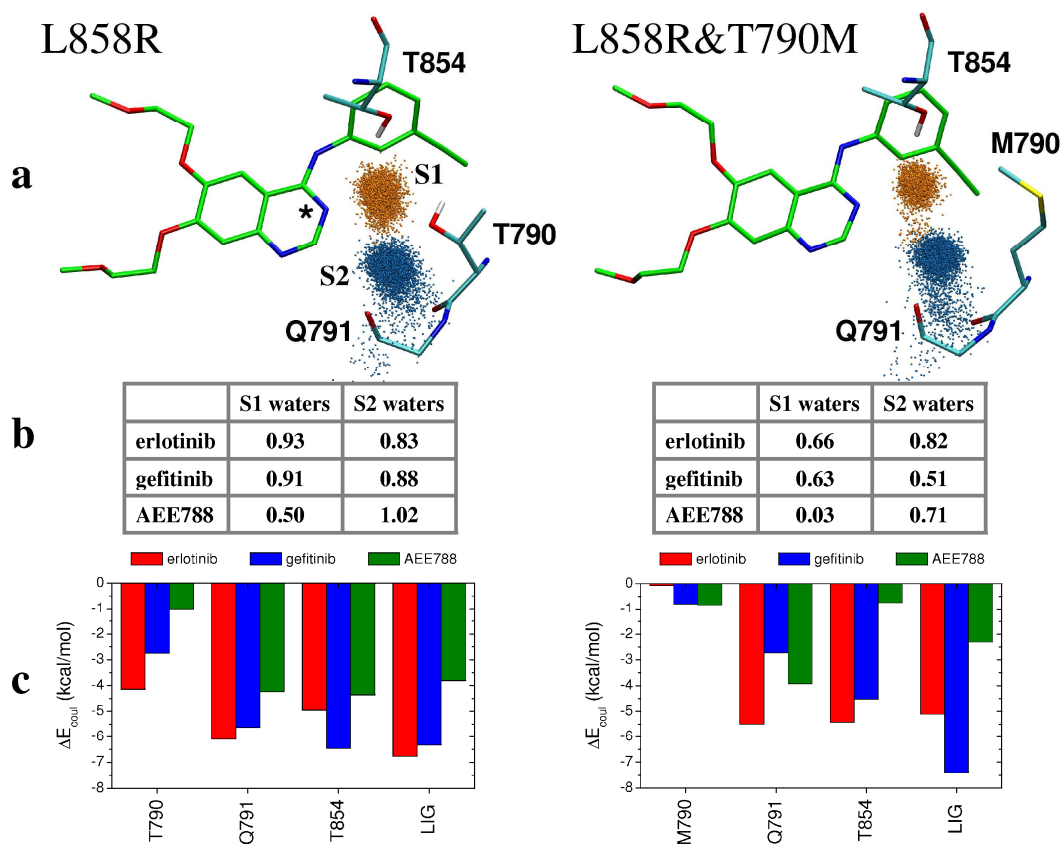 L858R
L858R&T790M
T854
T854
M790
a
S1
*
T790
S2
Q791
Q791
b
S1 waters S2 waters
erlotinib 0.93 0.83
gefitinib 0.91 0.88
AEE788 0.50 1.02
S1 waters S2 waters
erlotinib 0.66 0.82
gefitinib 0.63 0.51
AEE788 0.03 0.71
c
erlotinib gefitinib AEE788
0
-1
-2
-3
-4
-5
-6
-7
-8
ΔE_coul (kcal/mol)
T790 Q791 T854 LIG
erlotinib gefitinib AEE788
0
-1
-2
-3
-4
-5
-6
-7
-8
ΔE_coul (kcal/mol)
M790 Q791 T854 LIG